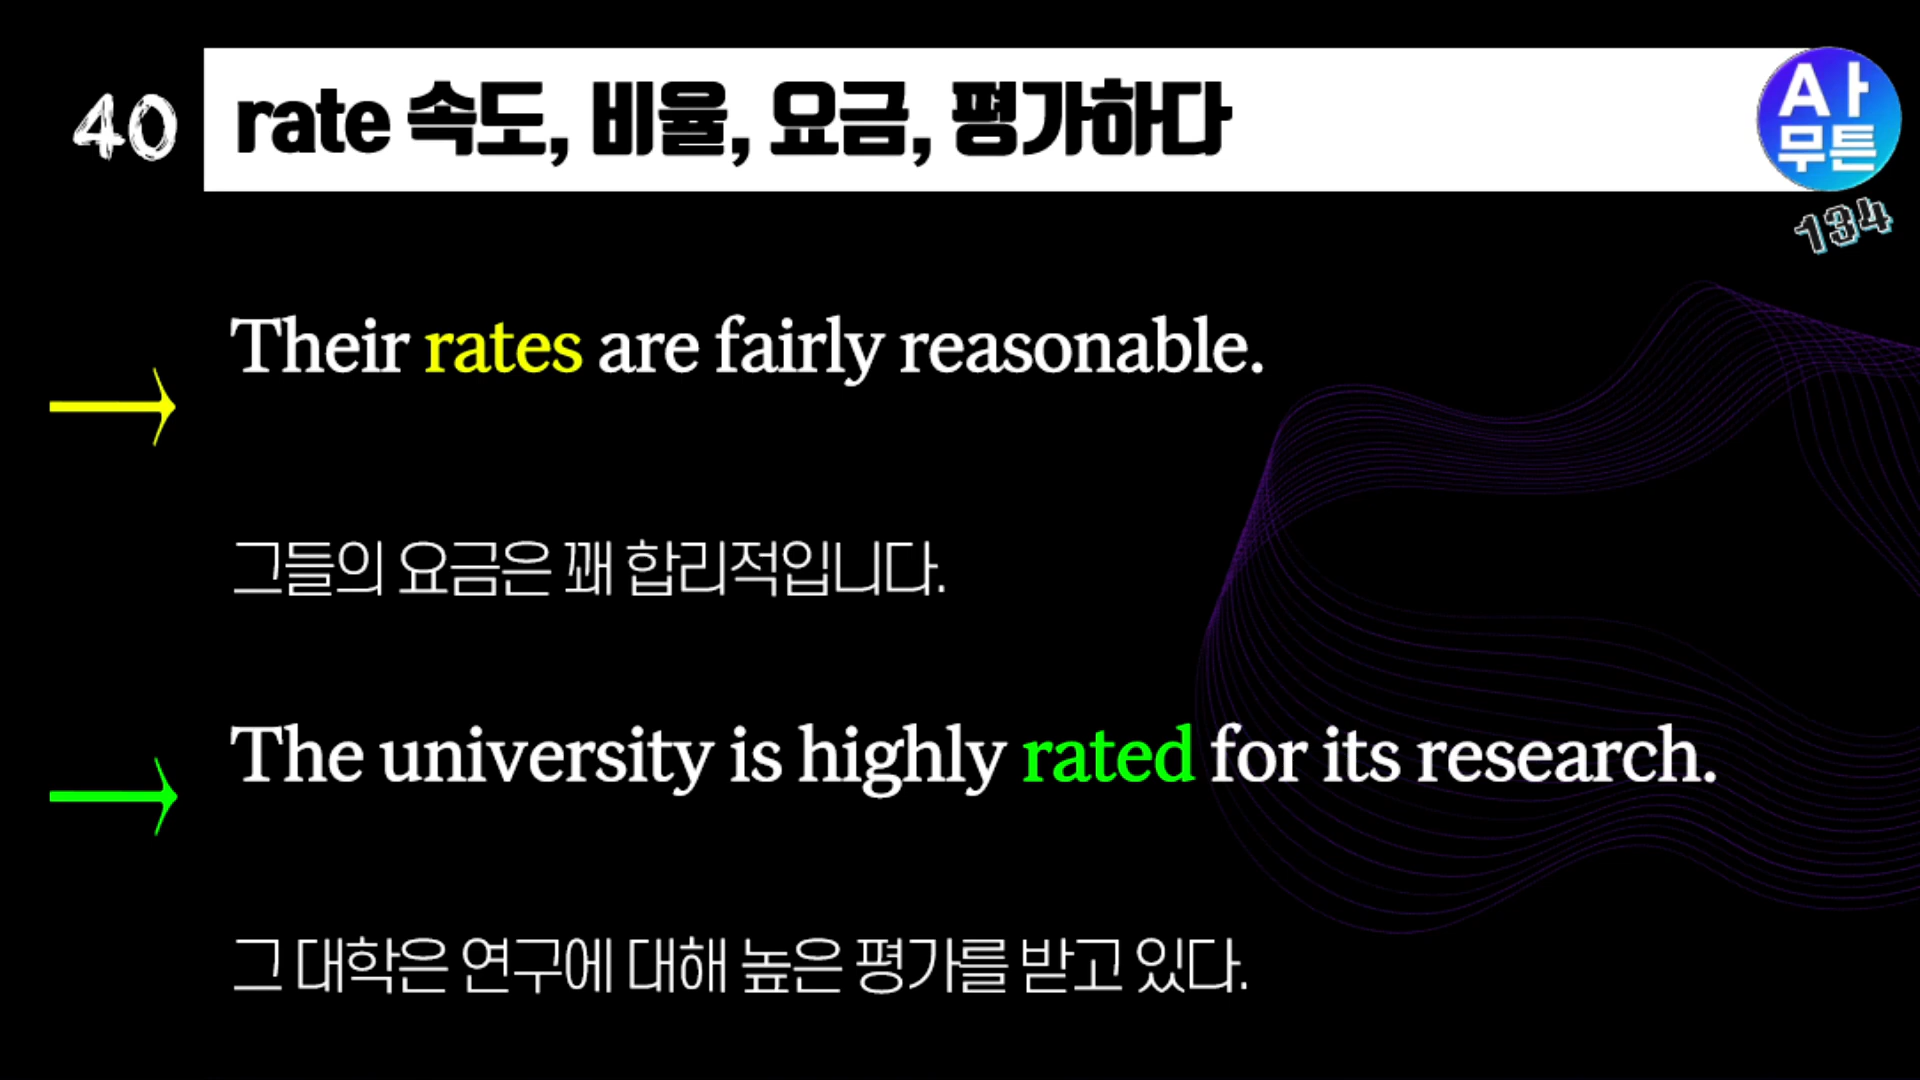 40
rate 속도, 비율, 요금, 평가하다
A아
무튼
134
Their rates are fairly reasonable.
그들의 요금은 꽤 합리적입니다.
The university is highly rated for its research.
그 대학은 연구에 대해 높은 평가를 받고 있다.